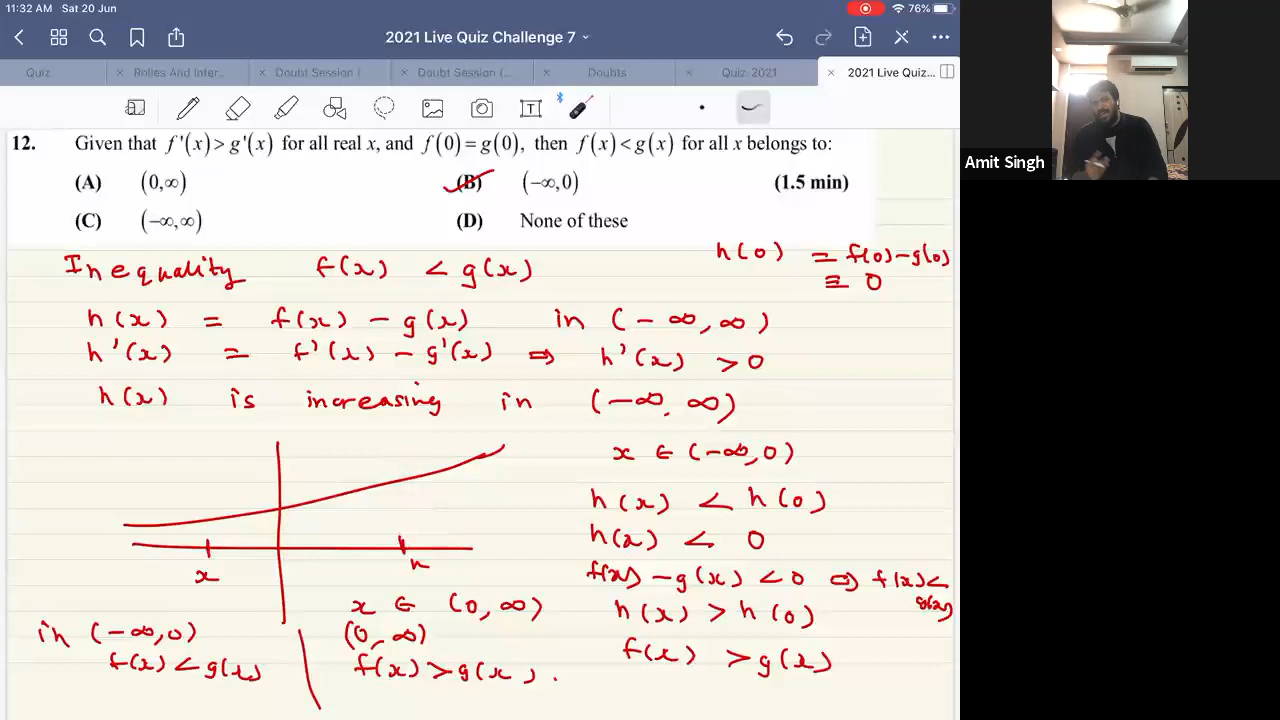 11:32 AM Sat 20 Jun
76%
2021 Live Quiz Challenge 7
Quiz
Rolles And Inter...
Doubt Session (
Doubt Session (...
Doubts
Quiz 2021
2021 Live Quiz...
12. Given that f'(x) > g'(x) for all real x, and f(0) = g(0), then f(x) < g(x) for all x belongs to:
(A) (0,∞)
(B) (−∞,0)
(1.5 min)
(C) (−∞,∞)
(D) None of these
Inequality f(x) < g(x)
h(0) = f(0)-g(0)
= 0
h(x) = f(x) - g(x) in (-∞,∞)
h'(x) = f'(x) - g'(x) ⇒ h'(x) > 0
h(x) is increasing in (-∞,∞)
x ∈ (-∞,0)
h(x) < h(0)
h(x) < 0
f(x) - g(x) < 0 ⇒ f(x) <
g(x)
x
x ∈ (0,∞)
h(x) > h(0)
f(x) > g(x)
in (-∞,0)
f(x) < g(x)
(0,∞)
f(x) > g(x).
Amit Singh